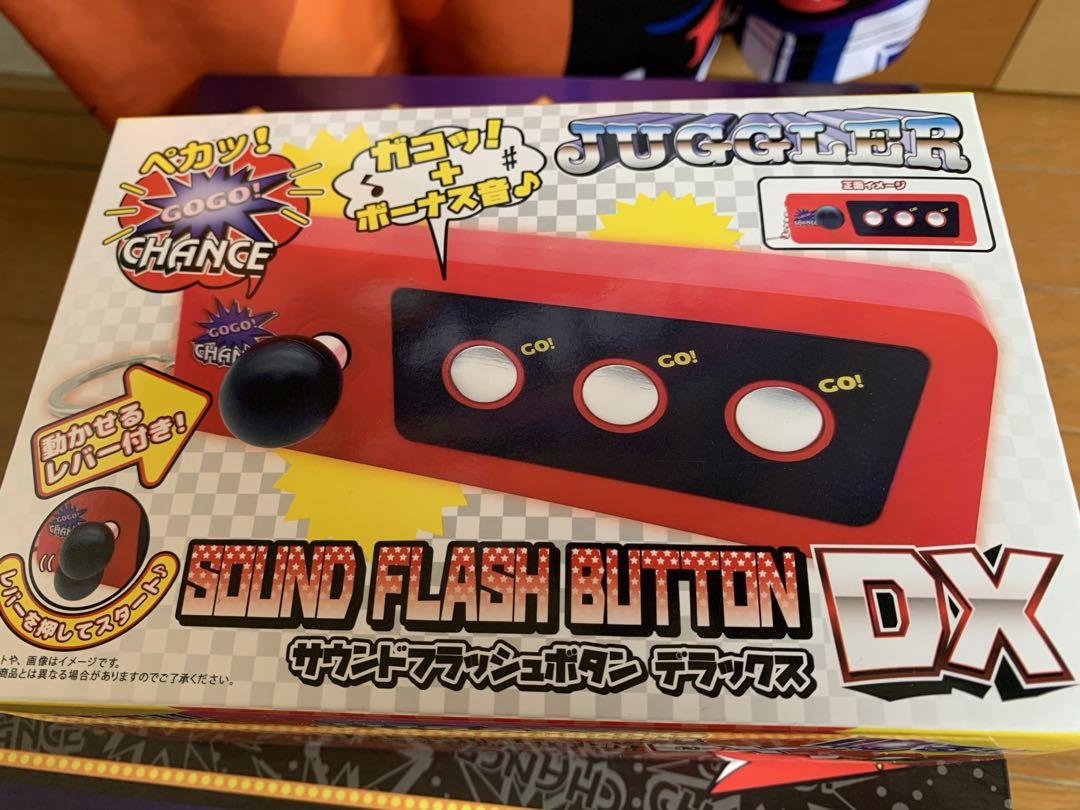 ペカッ!
GOGO!
CHANCE
ガコッ!
+
ボーナス音♪
JUGGLER
正面イメージ
GOGO!
CHAN
GO!
GO!
GO!
動かせる
レバー付き!
GOGO!
レバーを押してスタート♪
SOUND FLASH BUTTON DX
サウンドフラッシュボタン デラックス
トや、画像はイメージです。
商品とは異なる場合がありますのでご了承ください。